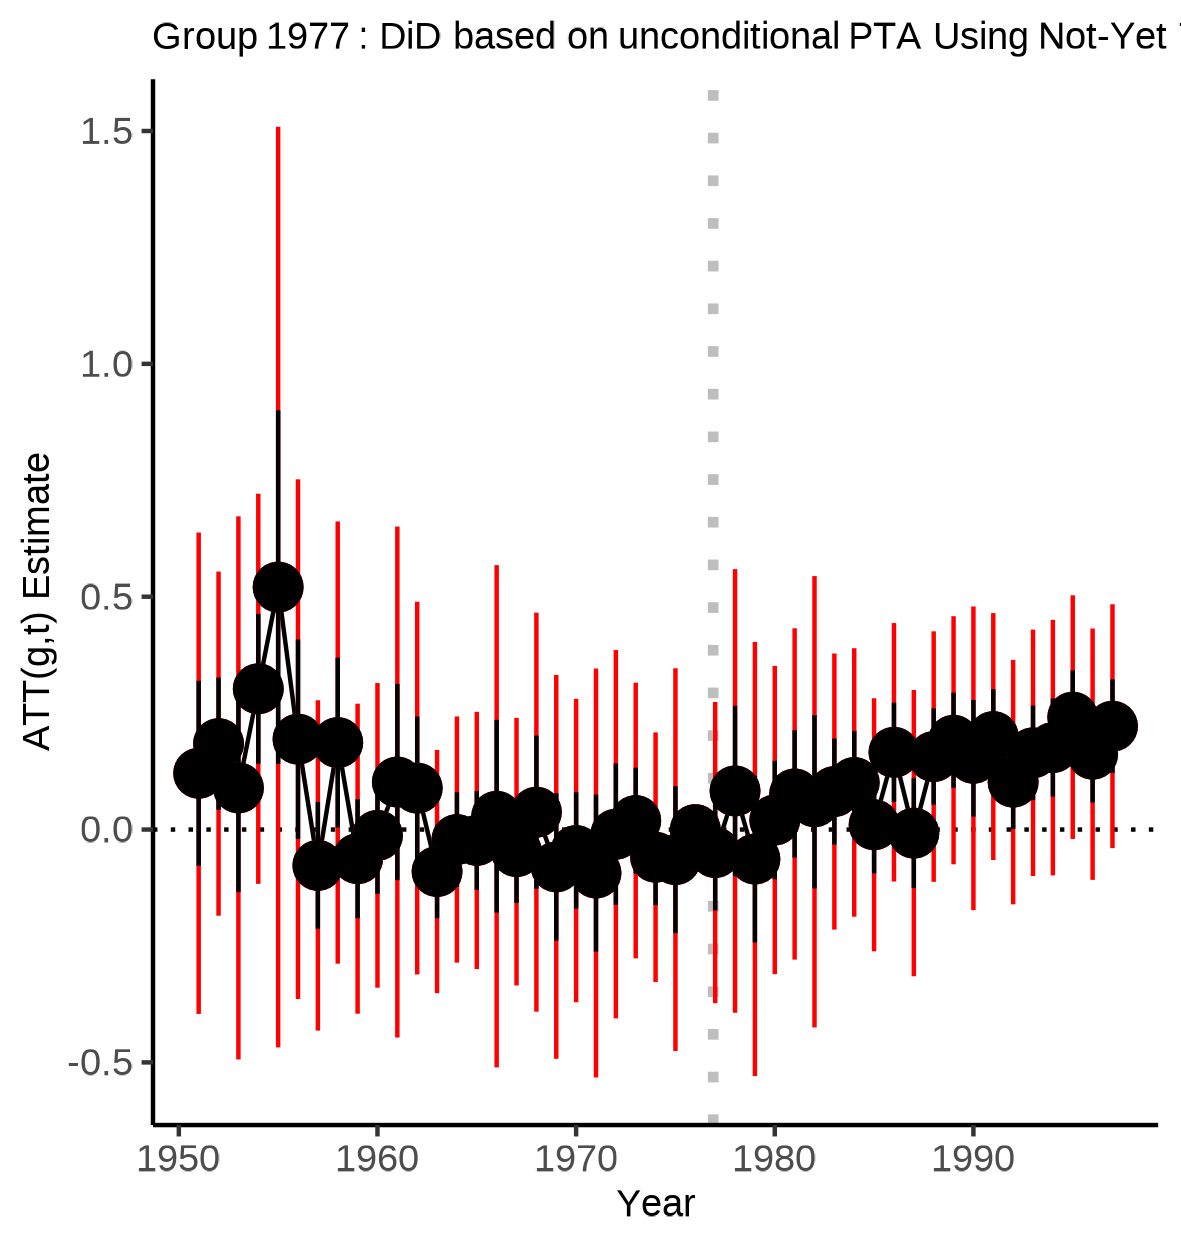 Group 1977 : DiD based on unconditional PTA Using Not-Yet
1.5
1.0
0.5
0.0
-0.5
ATT(g,t) Estimate
1950 1960 1970 1980 1990
Year